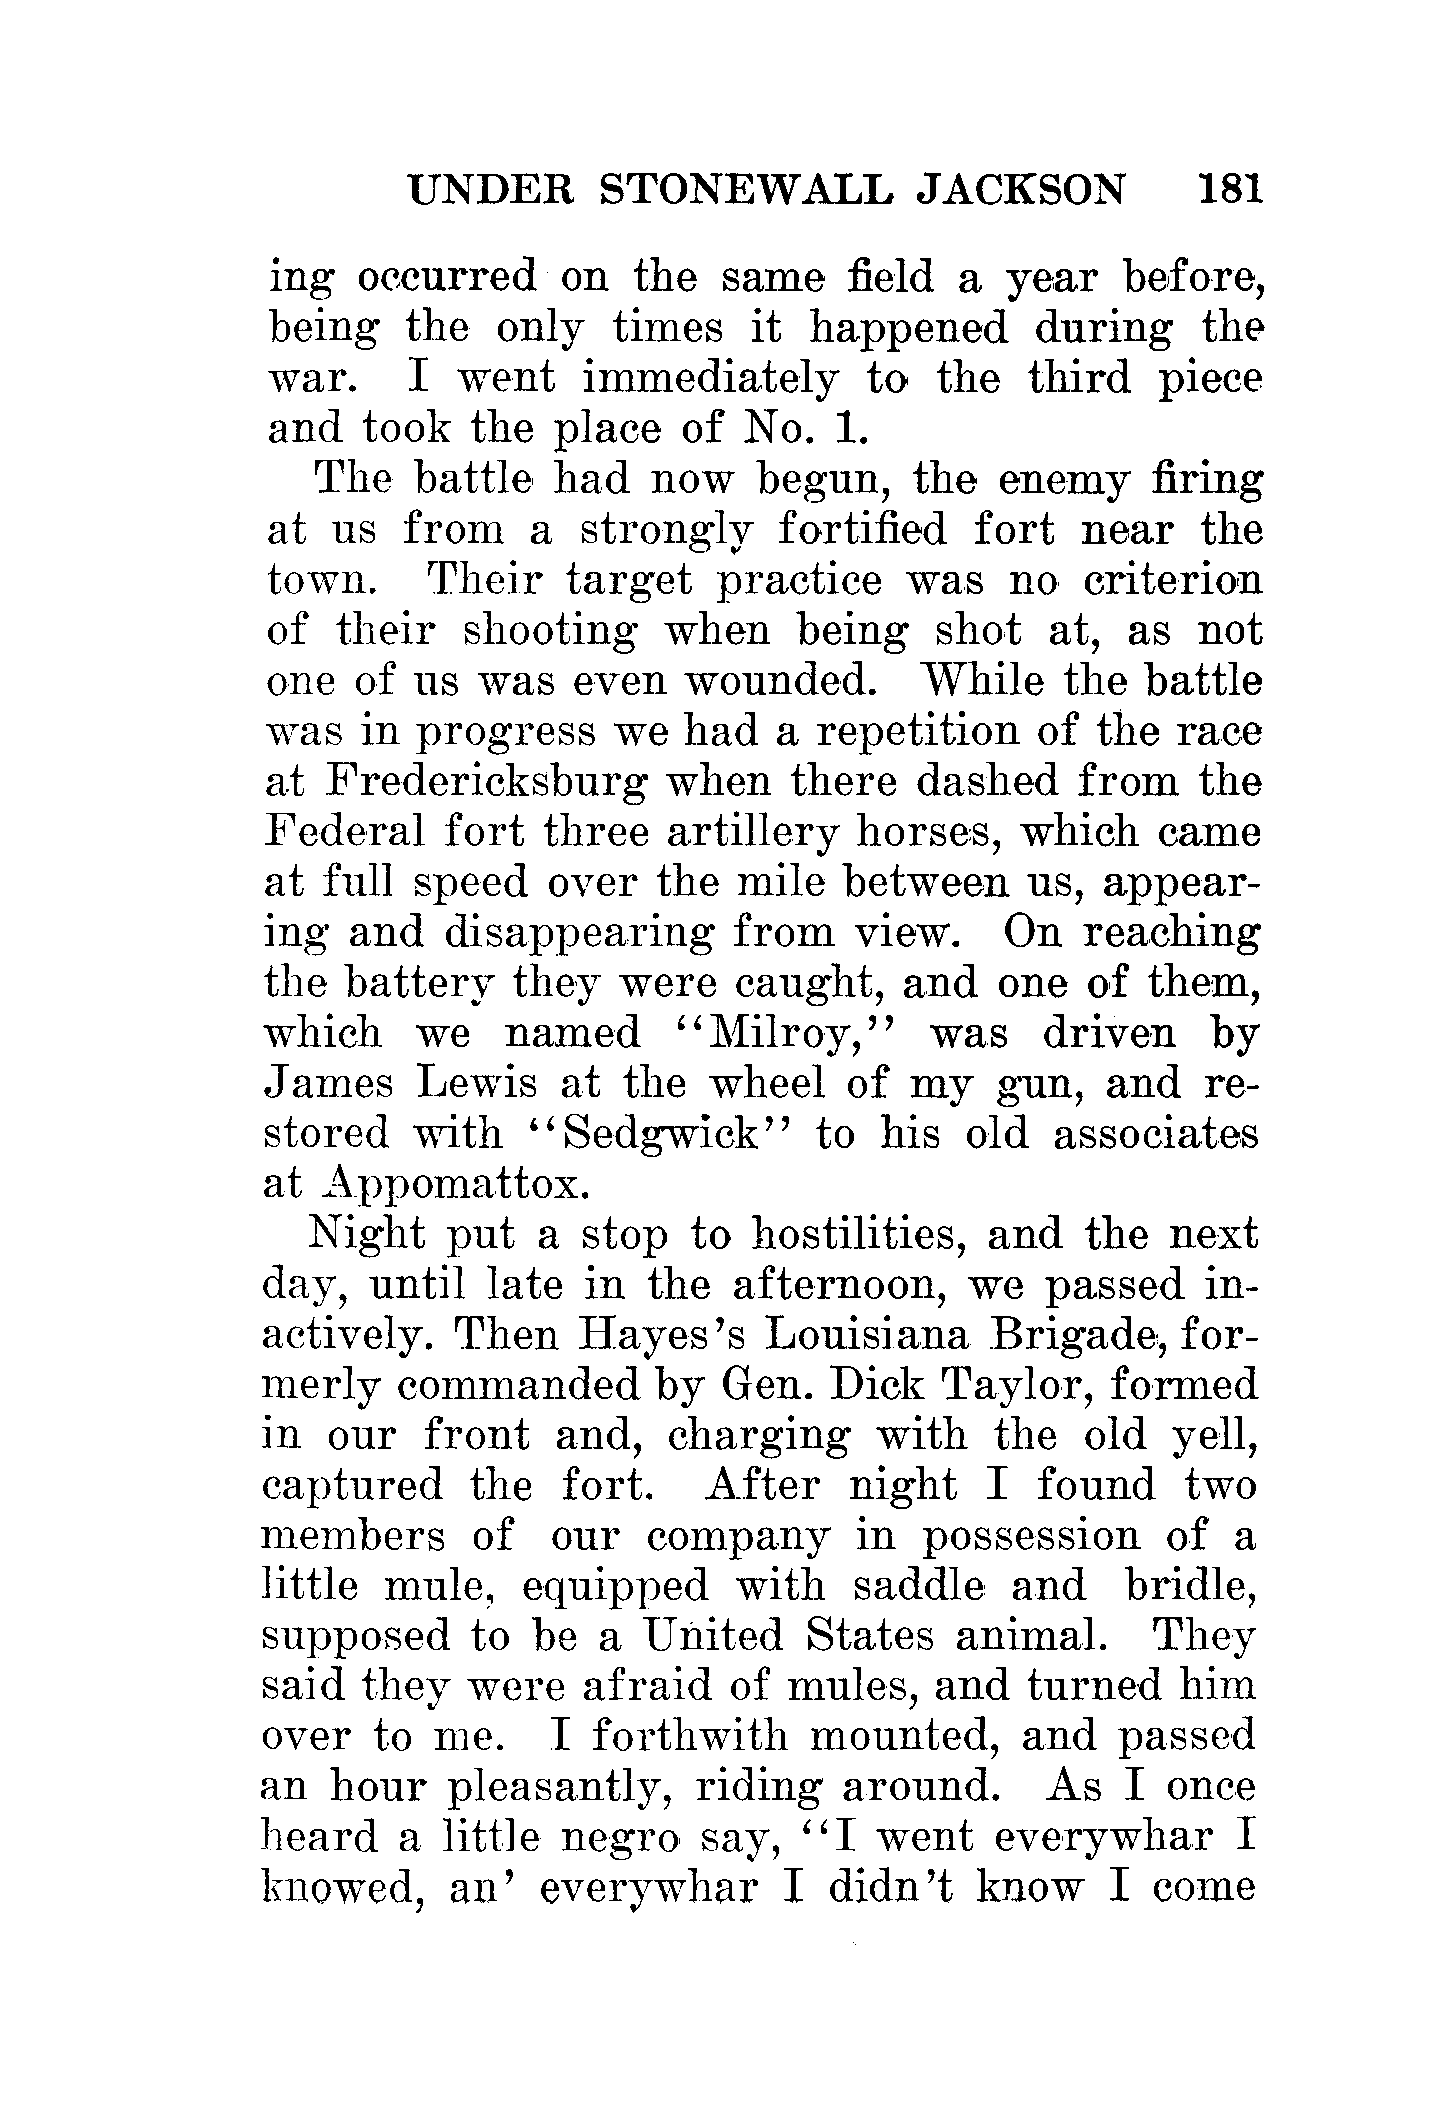 UNDER STONEWALL JACKSON 181
ing occurred on the same field a year before,
being the only times it happened during the
war. I went immediately to the third piece
and took the place of No. 1.
The battle had now begun, the enemy firing
at us from a strongly fortified fort near the
town. Their target practice was no criterion
of their shooting when being shot at, as not
one of us was even wounded. While the battle
was in progress we had a repetition of the race
at Fredericksburg when there dashed from the
Federal fort three artillery horses, which came
at full speed over the mile between us, appear-
ing and disappearing from view. On reaching
the battery they were caught, and one of them,
which we named “Milroy,” was driven by
James Lewis at the wheel of my gun, and re-
stored with “Sedgwick” to his old associates
at Appomattox.
Night put a stop to hostilities, and the next
day, until late in the afternoon, we passed in-
actively. Then Hayes’s Louisiana Brigade, for-
merly commanded by Gen. Dick Taylor, formed
in our front and, charging with the old yell,
captured the fort. After night I found two
members of our company in possession of a
little mule, equipped with saddle and bridle,
supposed to be a United States animal. They
said they were afraid of mules, and turned him
over to me. I forthwith mounted, and passed
an hour pleasantly, riding around. As I once
heard a little negro say, “I went everywhar I
knowed, an’ everywhar I didn’t know I come